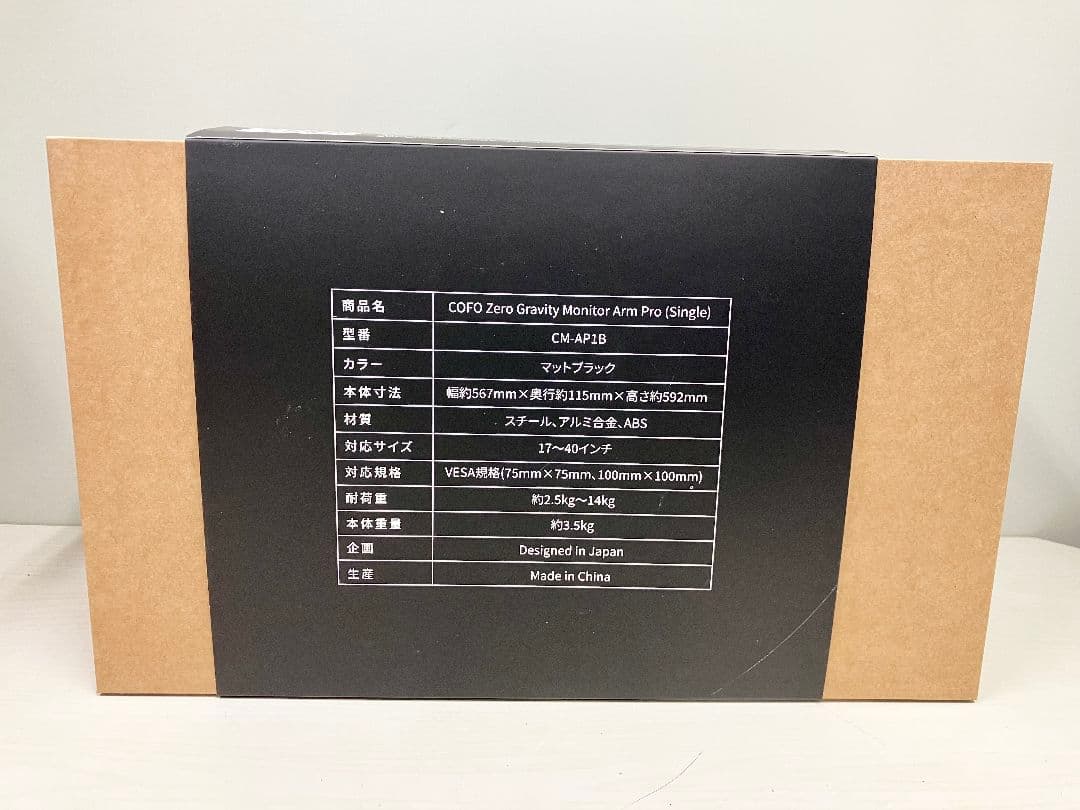 商品名 COFO Zero Gravity Monitor Arm Pro (Single)
型番 CM-AP1B
カラー マットブラック
本体寸法 幅約567mm×奥行約115mm×高さ約592mm
材質 スチール、アルミ合金、ABS
対応サイズ 17〜40インチ
対応規格 VESA規格(75mm×75mm、100mm×100mm)
耐荷重 約2.5kg〜14kg
本体重量 約3.5kg
企画 Designed in Japan
生産 Made in China